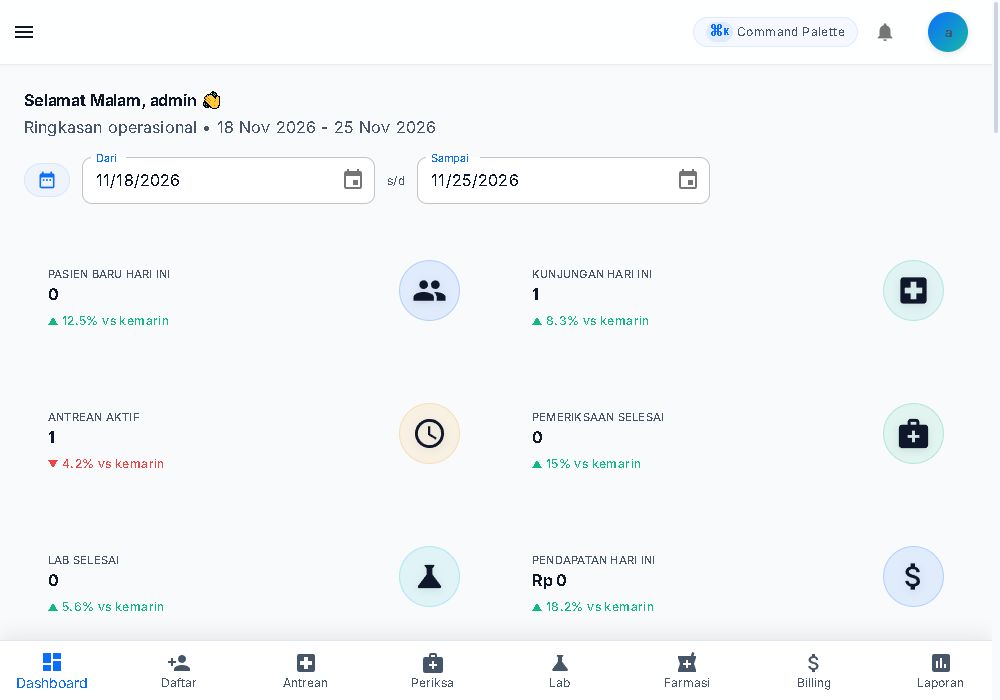 ⌘K Command Palette
a
Selamat Malam, admin 👏
Ringkasan operasional • 18 Nov 2026 - 25 Nov 2026
Dari
11/18/2026
s/d
Sampai
11/25/2026
PASIEN BARU HARI INI
0
▲ 12.5% vs kemarin
KUNJUNGAN HARI INI
1
▲ 8.3% vs kemarin
ANTREAN AKTIF
1
▼ 4.2% vs kemarin
PEMERIKSAAN SELESAI
0
▲ 15% vs kemarin
LAB SELESAI
0
▲ 5.6% vs kemarin
PENDAPATAN HARI INI
Rp 0
▲ 18.2% vs kemarin
Dashboard
Daftar
Antrean
Periksa
Lab
Farmasi
Billing
Laporan